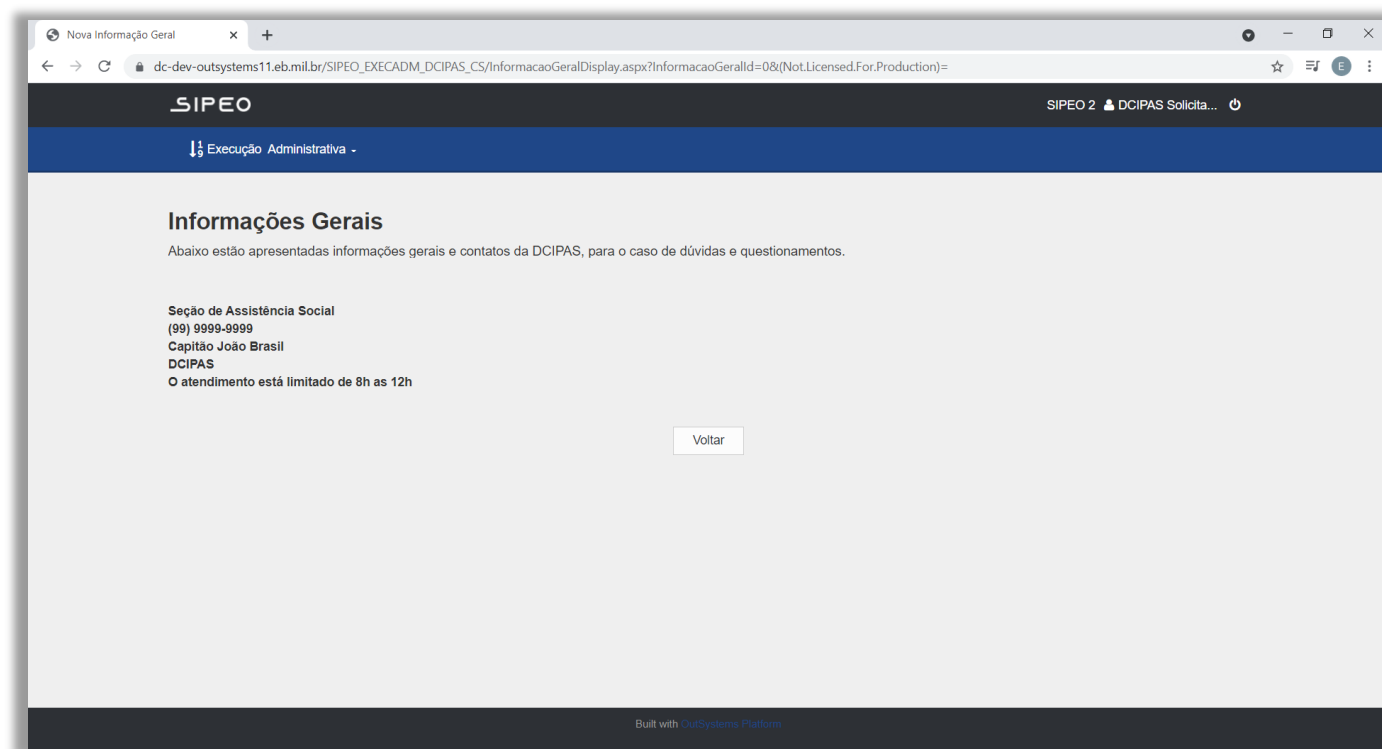 Nova Informação Geral
dc-dev-outsystems11.eb.mil.br/SIPEO_EXECADM_DCIPAS_CS/InformacaoGeralDisplay.aspx?InformacaoGeralId=0&(Not.Licensed.For.Production)=
E
SIPEO
SIPEO 2 DCIPAS Solicita...
Execução Administrativa
Informações Gerais
Abaixo estão apresentadas informações gerais e contatos da DCIPAS, para o caso de dúvidas e questionamentos.
Seção de Assistência Social
(99) 9999-9999
Capitão João Brasil
DCIPAS
O atendimento está limitado de 8h as 12h
Voltar
Built with OutSystems Platform